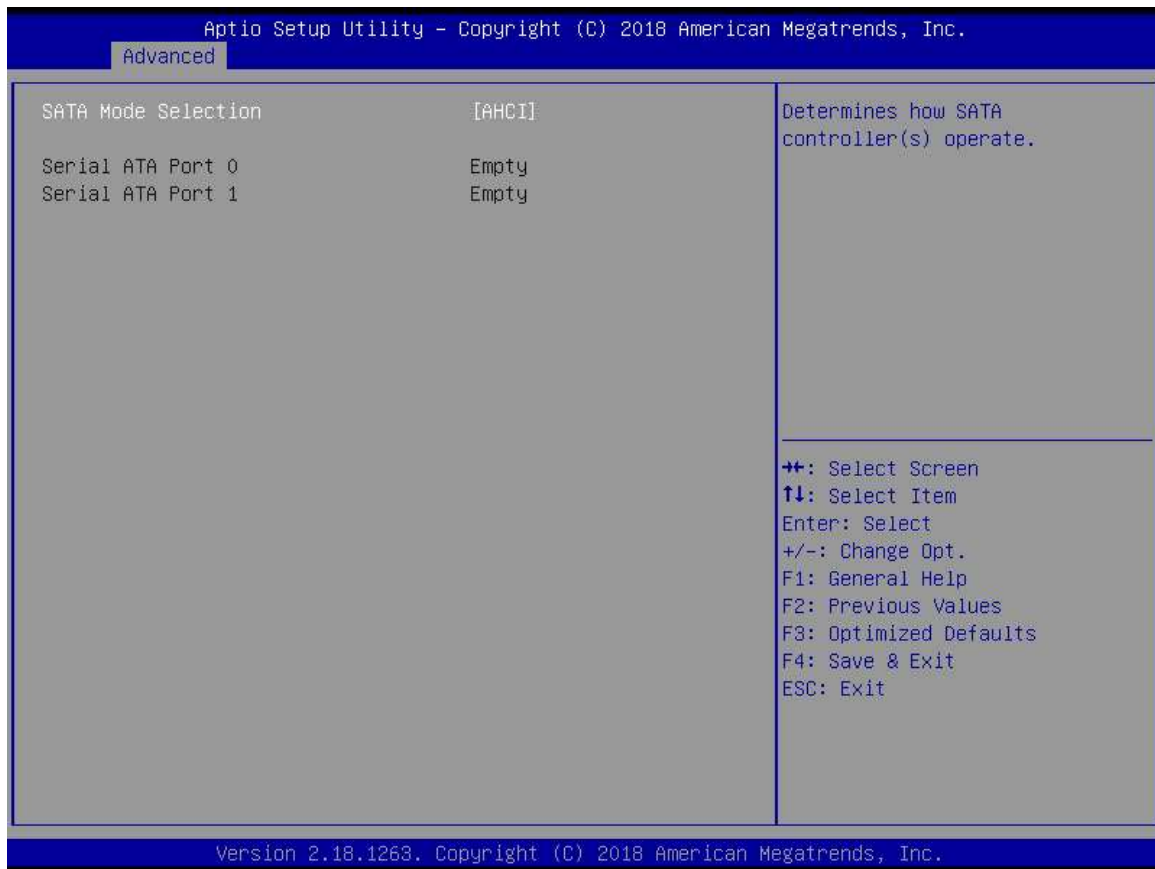 Aptio Setup Utility – Copyright (C) 2018 American Megatrends, Inc.
Advanced
SATA Mode Selection [AHCI]
Serial ATA Port 0 Empty
Serial ATA Port 1 Empty
Determines how SATA
controller(s) operate.
→←: Select Screen
↑↓: Select Item
Enter: Select
+/-: Change Opt.
F1: General Help
F2: Previous Values
F3: Optimized Defaults
F4: Save & Exit
ESC: Exit
Version 2.18.1263. Copyright (C) 2018 American Megatrends, Inc.